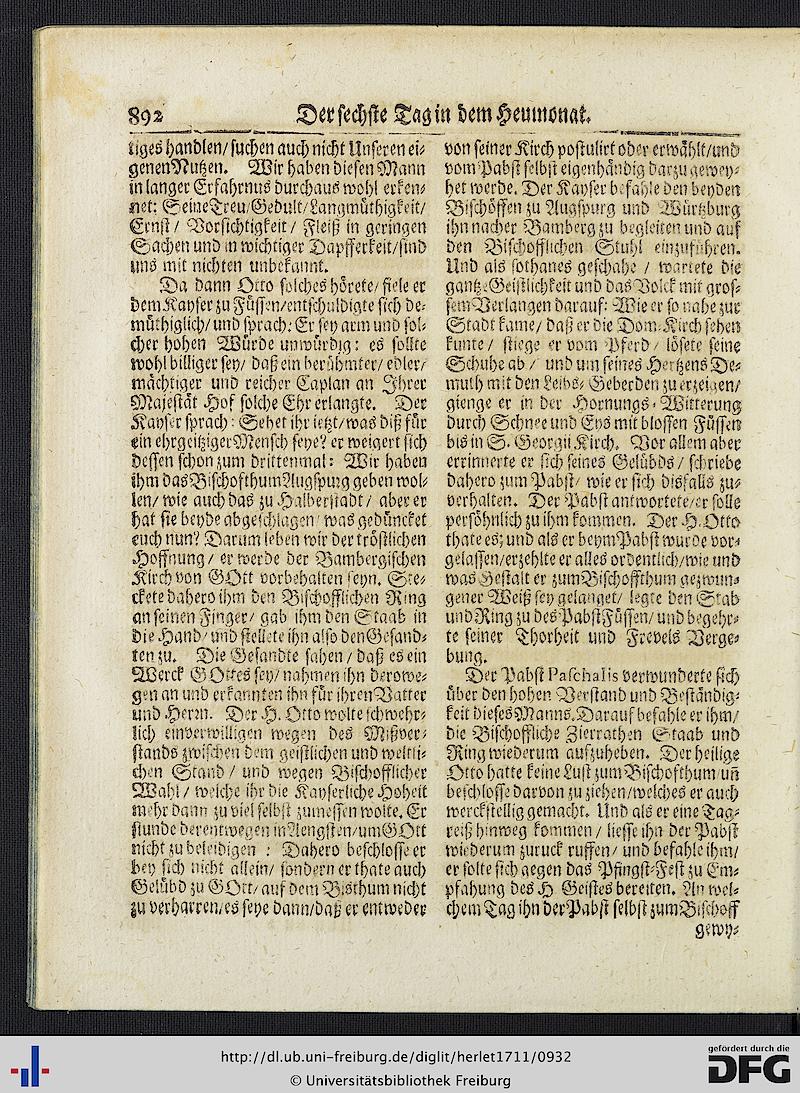 892 Der sechste Tag in dem Heumonat.
tiges handlen/ suchen auch nicht Unseren ei-
genen Nutzen. Wir haben diesen Mann
in langer Erfahrnus durchaus wohl erken-
net: Seine Treu/ Gedult/ Langmüthigkeit/
Ernst/ Vorsichtigkeit/ Fleiß in geringen
Sachen und in wichtiger Dapfferkeit/ sind
uns mit nichten unbekannt.
Da dann Otto solches hörete/ fiele er
dem Kayser zu Füssen/ entschuldigte sich de-
müthiglich/ und sprach: Er sey arm und sol-
cher hohen Würde unwürdig: es sollte
wohl billiger sey/ daß ein berühmter/ edler/
mächtiger und reicher Caplan an Ihrer
Majestät Hof solche Ehr erlangte. Der
Kayser sprach: Sehet ihr jetzt/ was diß für
ein ehrgeitziger Mensch seye? er weigert sich
dessen schon zum drittenmal: Wir haben
ihm das Bischofthum Augspurg geben wol-
len/ wie auch das zu Halberstadt/ aber er
hat sie beyde abgeschlagen/ was geduncket
euch nun? Darum leben wir der tröstlichen
Hoffnung/ er werde der Bambergischen
Kirch von GOtt vorbehalten seyn. Ste-
ckete dahero ihm den Bischofflichen Ring
an seinen Finger/ gab ihm den Staab in
die Hand/ und stellete ihn also den Gesand-
ten zu. Die Gesandte sahen/ daß es ein
Werck GOttes sey/ nahmen ihn derowe-
gen an und erkannten ihn für ihren Vatter
und Herrn. Der H. Otto wolte schwehr-
lich einverwilligen wegen des Mißver-
stands zwischen dem geistlichen und weltli-
chen Stand/ und wegen Bischofflicher
Wahl/ welche ihr die Kayserliche Hoheit
mehr dann zu viel selbst zumessen wolte. Er
stunde derentwegen in Aengsten/ um GOtt
nicht zu beleidigen: Dahero beschlosse er
bey sich nicht allein/ sondern er thate auch
Gelübd zu GOtt/ auf dem Bisthum nicht
zu verharren/ es seye dann/ daß er entweder
von seiner Kirch postulirt oder erwählt/ und
vom Pabst selbst eigenhändig darzu gewey-
het werde. Der Kayser befahle den beyden
Bischöffen zu Augspurg und Würtzburg
ihn nacher Bamberg zu begleiten und auf
den Bischofflichen Stuhl einzuführen.
Und als sothanes geschahe/ wartete die
gantze Geistlichkeit und das Volck mit gros-
sem Verlangen darauf: Wie er so nahe zur
Stadt kame/ daß er die Dom-Kirch sehen
kunte/ stiege er vom Pferd/ lösete seine
Schuhe ab/ und um seines Hertzens De-
muth mit den Leibs-Geberden zu erzeigen/
gienge er in der Hornungs-Witterung
durch Schnee und Eys mit blossen Füssen
bis in S. Georgii Kirch. Vor allem aber
errinnerte er sich seines Gelübds/ schriebe
dahero zum Pabst/ wie er sich disfalls zu-
verhalten. Der Pabst antwortete/ er solle
persöhnlich zu ihm kommen. Der H. Otto
thate es; und als er beym Pabst wurde vor-
gelassen/ erzehlte er alles ordentlich/ wie und
was Gestalt er zum Bischoffthum gezwun-
gener Weiß sey gelanget/ legte den Stab
und Ring zu des Pabst Füssen/ und begehr-
te seiner Thorheit und Frevels Verge-
bung.
Der Pabst Paschalis verwunderte sich
über den hohen Verstand und Beständig-
keit dieses Manns. Darauf befahle er ihm/
die Bischoffliche Zierrathen Staab und
Ring wiederum aufzuheben. Der heilige
Otto hatte keine Lust zum Bischofthum uñ
beschlosse darvon zu ziehen/ welches er auch
werckstellig gemacht. Und als er eine Tag-
reiß hinweg kommen/ liesse ihn der Pabst
wiederum zuruck ruffen/ und befahle ihm/
er solte sich gegen das Pfingst-Fest zu Em-
pfahung des H. Geistes bereiten. An wel-
chem Tag ihn der Pabst selbst zum Bischoff
gewy-
http://dl.ub.uni-freiburg.de/diglit/herlet1711/0932
© Universitätsbibliothek Freiburg
gefördert durch die
DFG